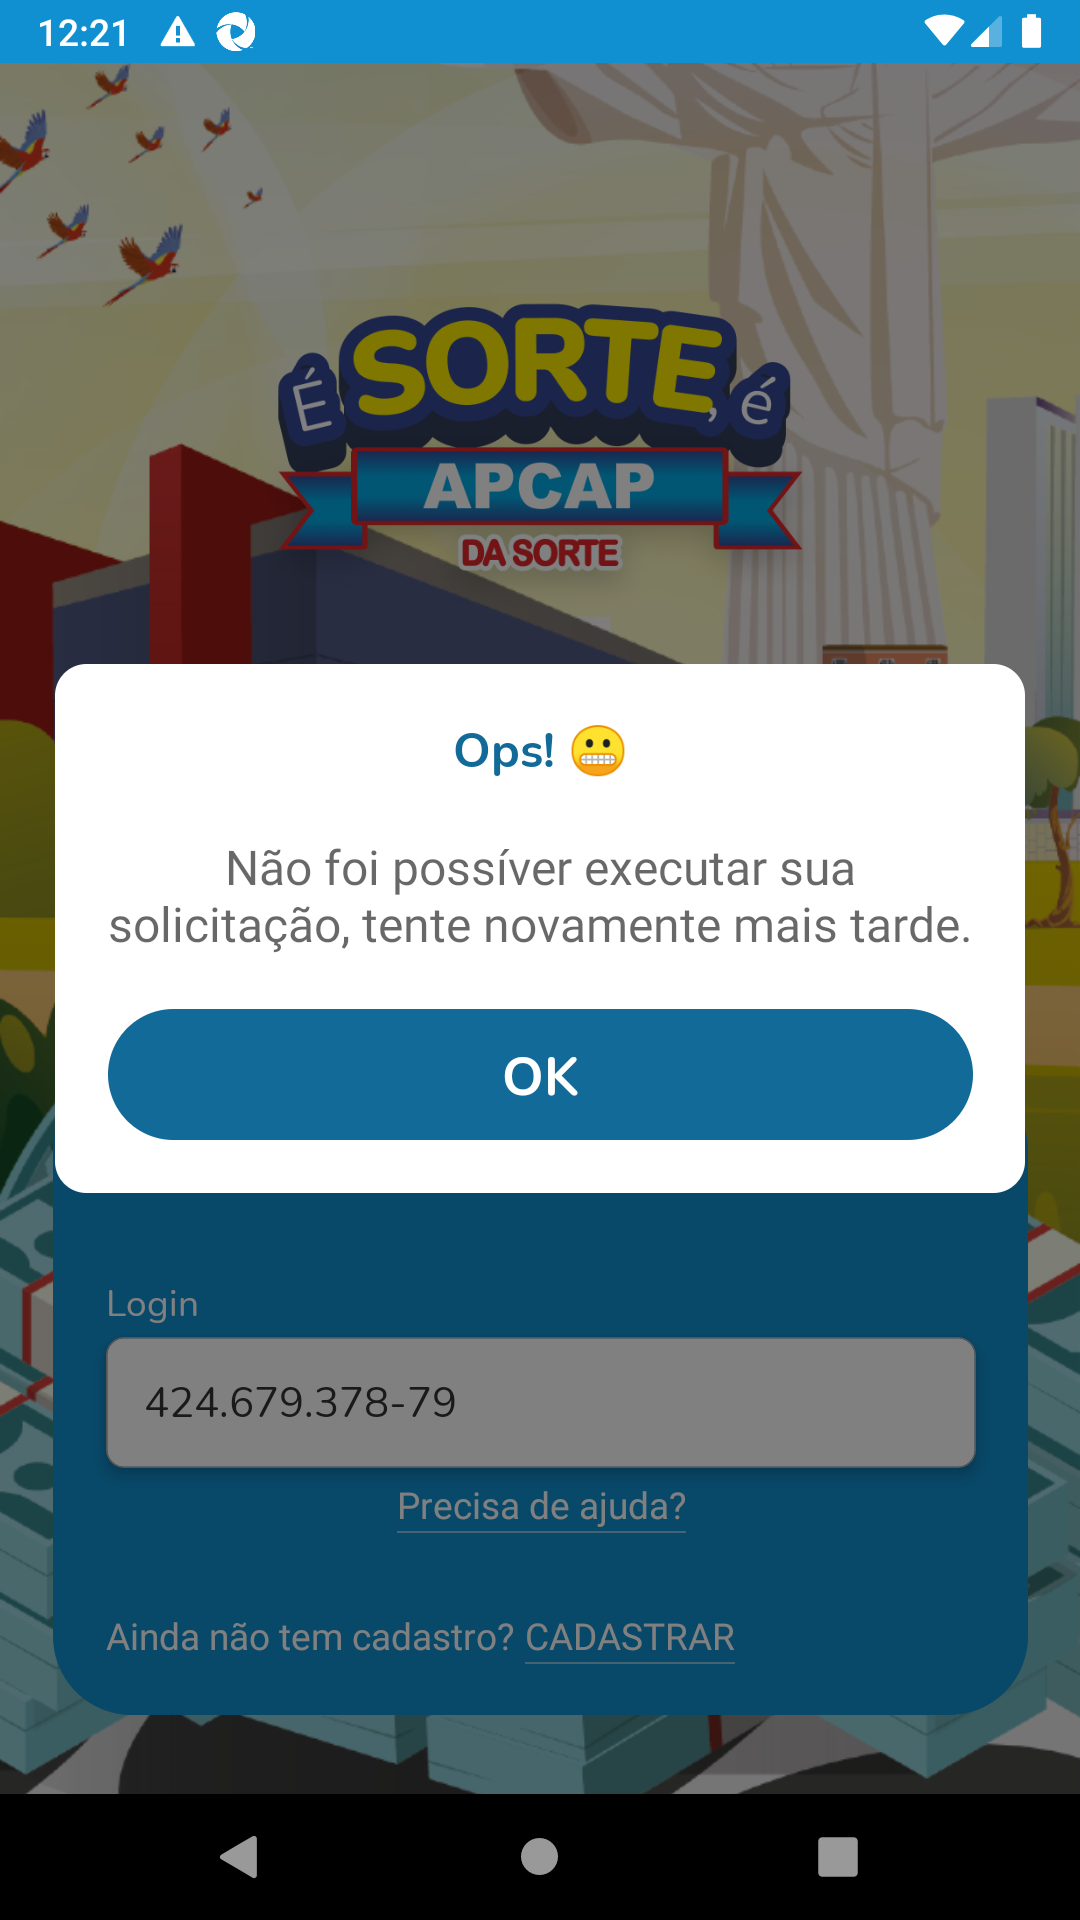 12:21
É SORTE, é
APCAP
DA SORTE
Ops! 😬
Não foi possíver executar sua
solicitação, tente novamente mais tarde.
OK
Login
424.679.378-79
Precisa de ajuda?
Ainda não tem cadastro? CADASTRAR